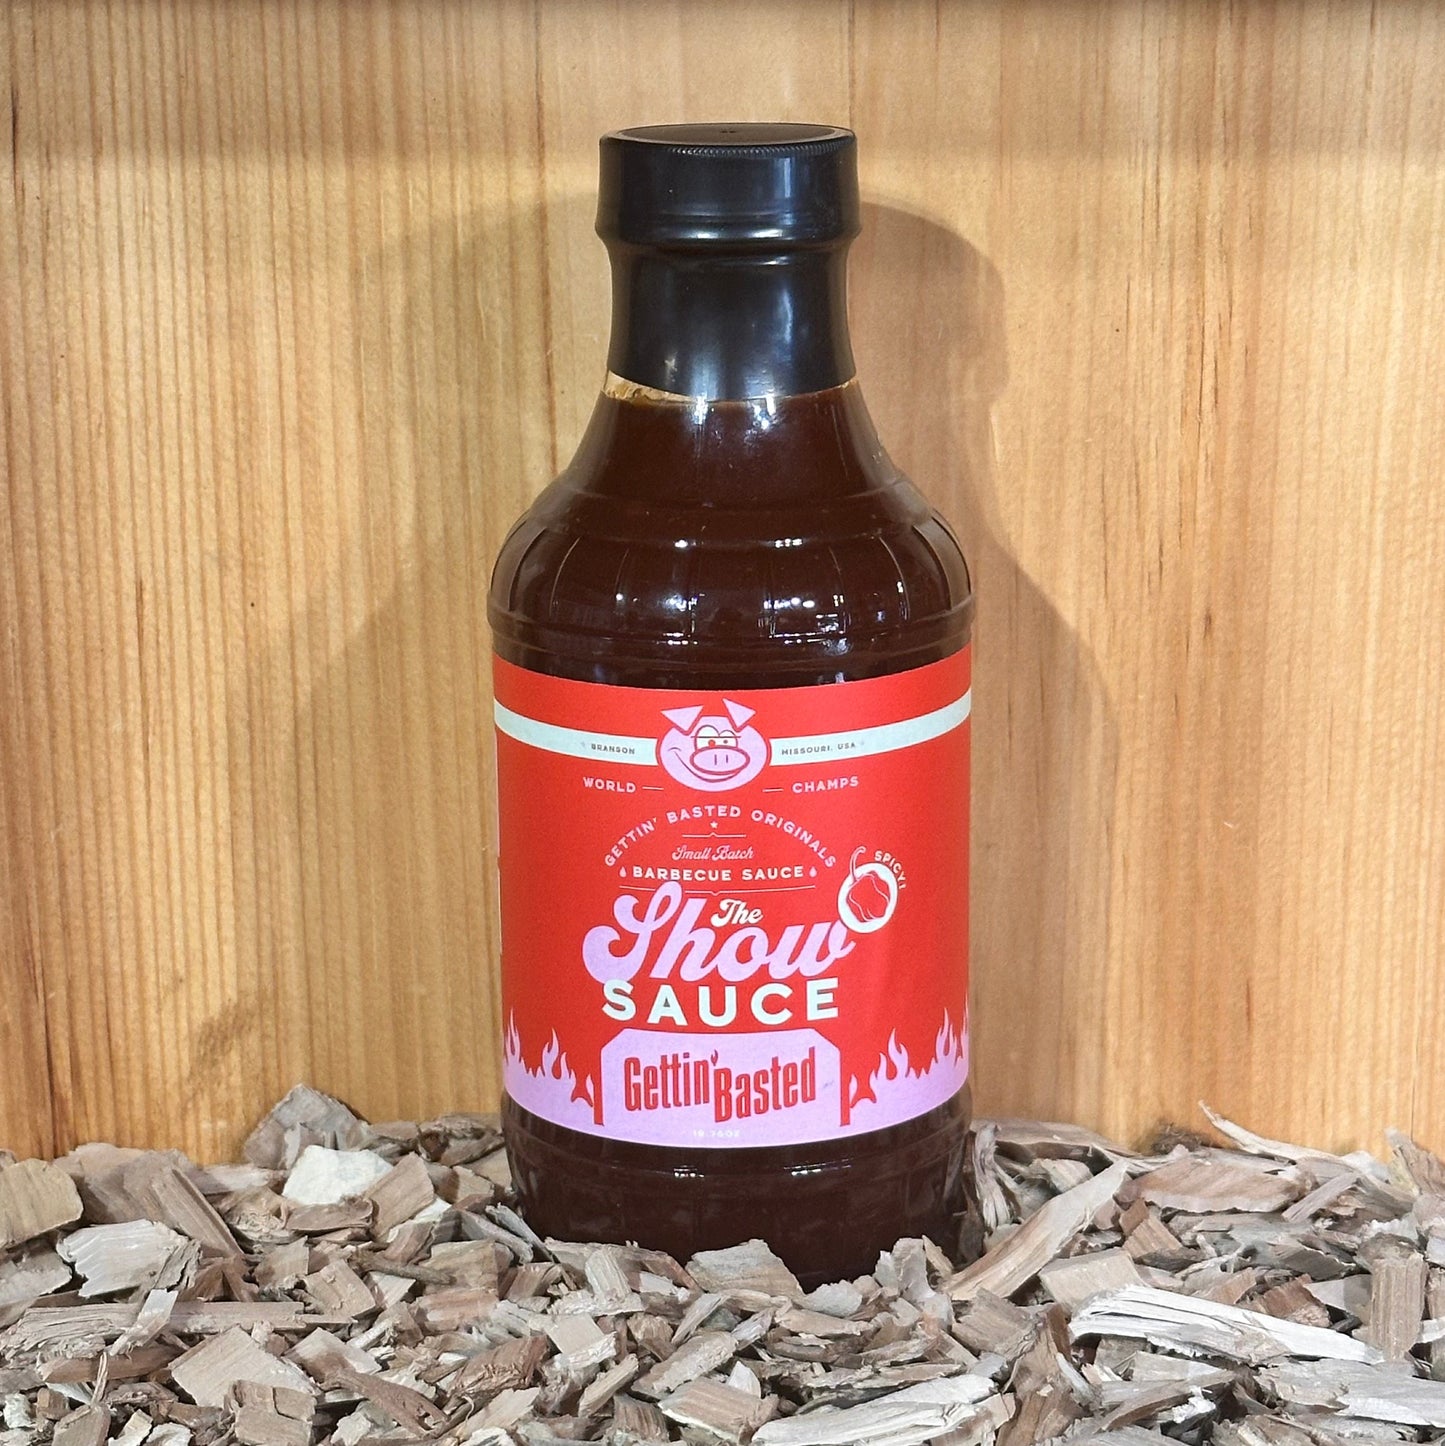 BRANSON MISSOURI, USA
WORLD CHAMPS
GETTIN' BASTED ORIGINALS
Small Batch
BARBECUE SAUCE
SPICY!
The
Show
SAUCE
Gettin' Basted